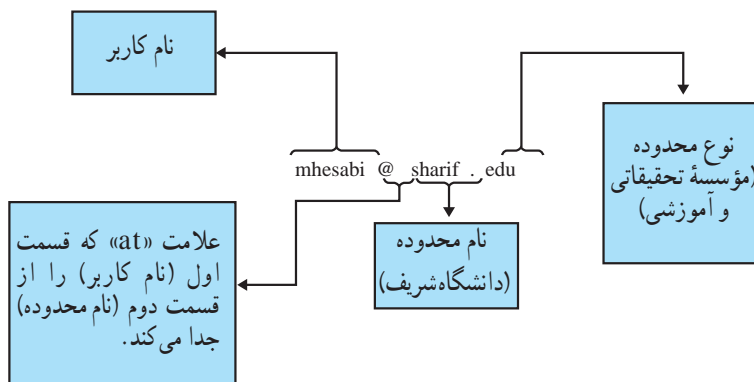 نام کاربر
نوع محدوده
(مؤسسهٔ تحقیقاتی
و آموزشی)
mhesabi @ sharif . edu
علامت «at» که قسمت
اول (نام کاربر) را از
قسمت دوم (نام محدوده)
جدا می‌کند.
نام محدوده
(دانشگاه شریف)